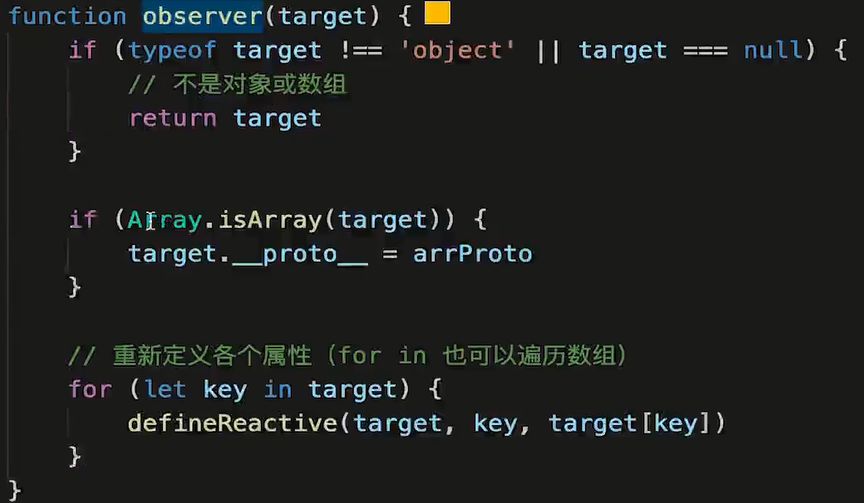 function observer(target) {
    if (typeof target !== 'object' || target === null) {
        // 不是对象或数组
        return target
    }

    if (Array.isArray(target)) {
        target.__proto__ = arrProto
    }

    // 重新定义各个属性（for in 也可以遍历数组）
    for (let key in target) {
        defineReactive(target, key, target[key])
    }
}